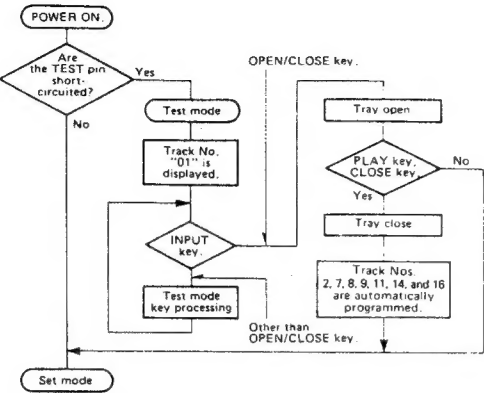 POWER ON.
Are
the TEST pin
short-
circuited?
Yes
No
Test mode
Track No.
"01" is
displayed.
INPUT
key.
Test mode
key processing
OPEN/CLOSE key.
Other than
OPEN/CLOSE key.
Tray open
PLAY key.
CLOSE key.
No
Yes
Tray close
Track Nos.
2, 7, 8, 9, 11, 14, and 16
are automatically
programmed.
Set mode